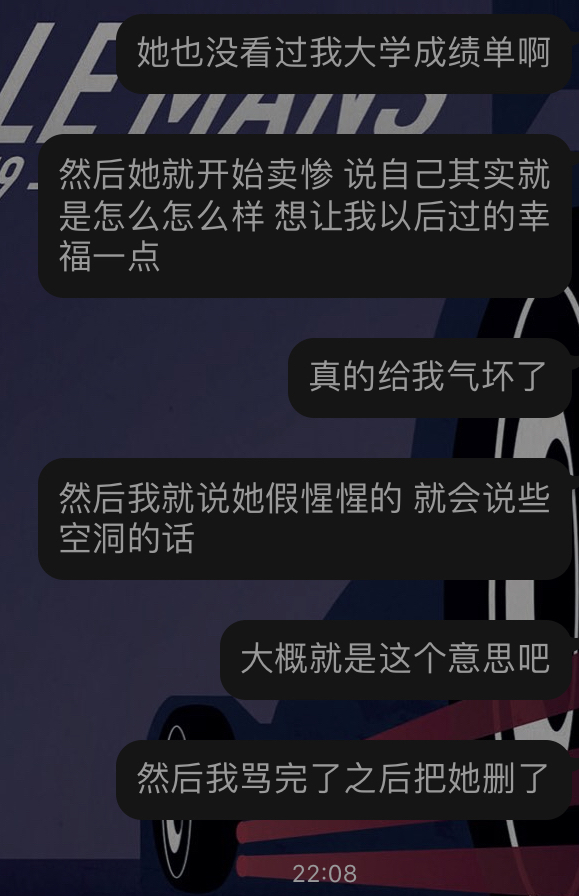 LE MANS
她也没看过我大学成绩单啊
然后她就开始卖惨 说自己其实就
是怎么怎么样 想让我以后过的幸
福一点
真的给我气坏了
然后我就说她假惺惺的 就会说些
空洞的话
大概就是这个意思吧
然后我骂完了之后把她删了
22:08